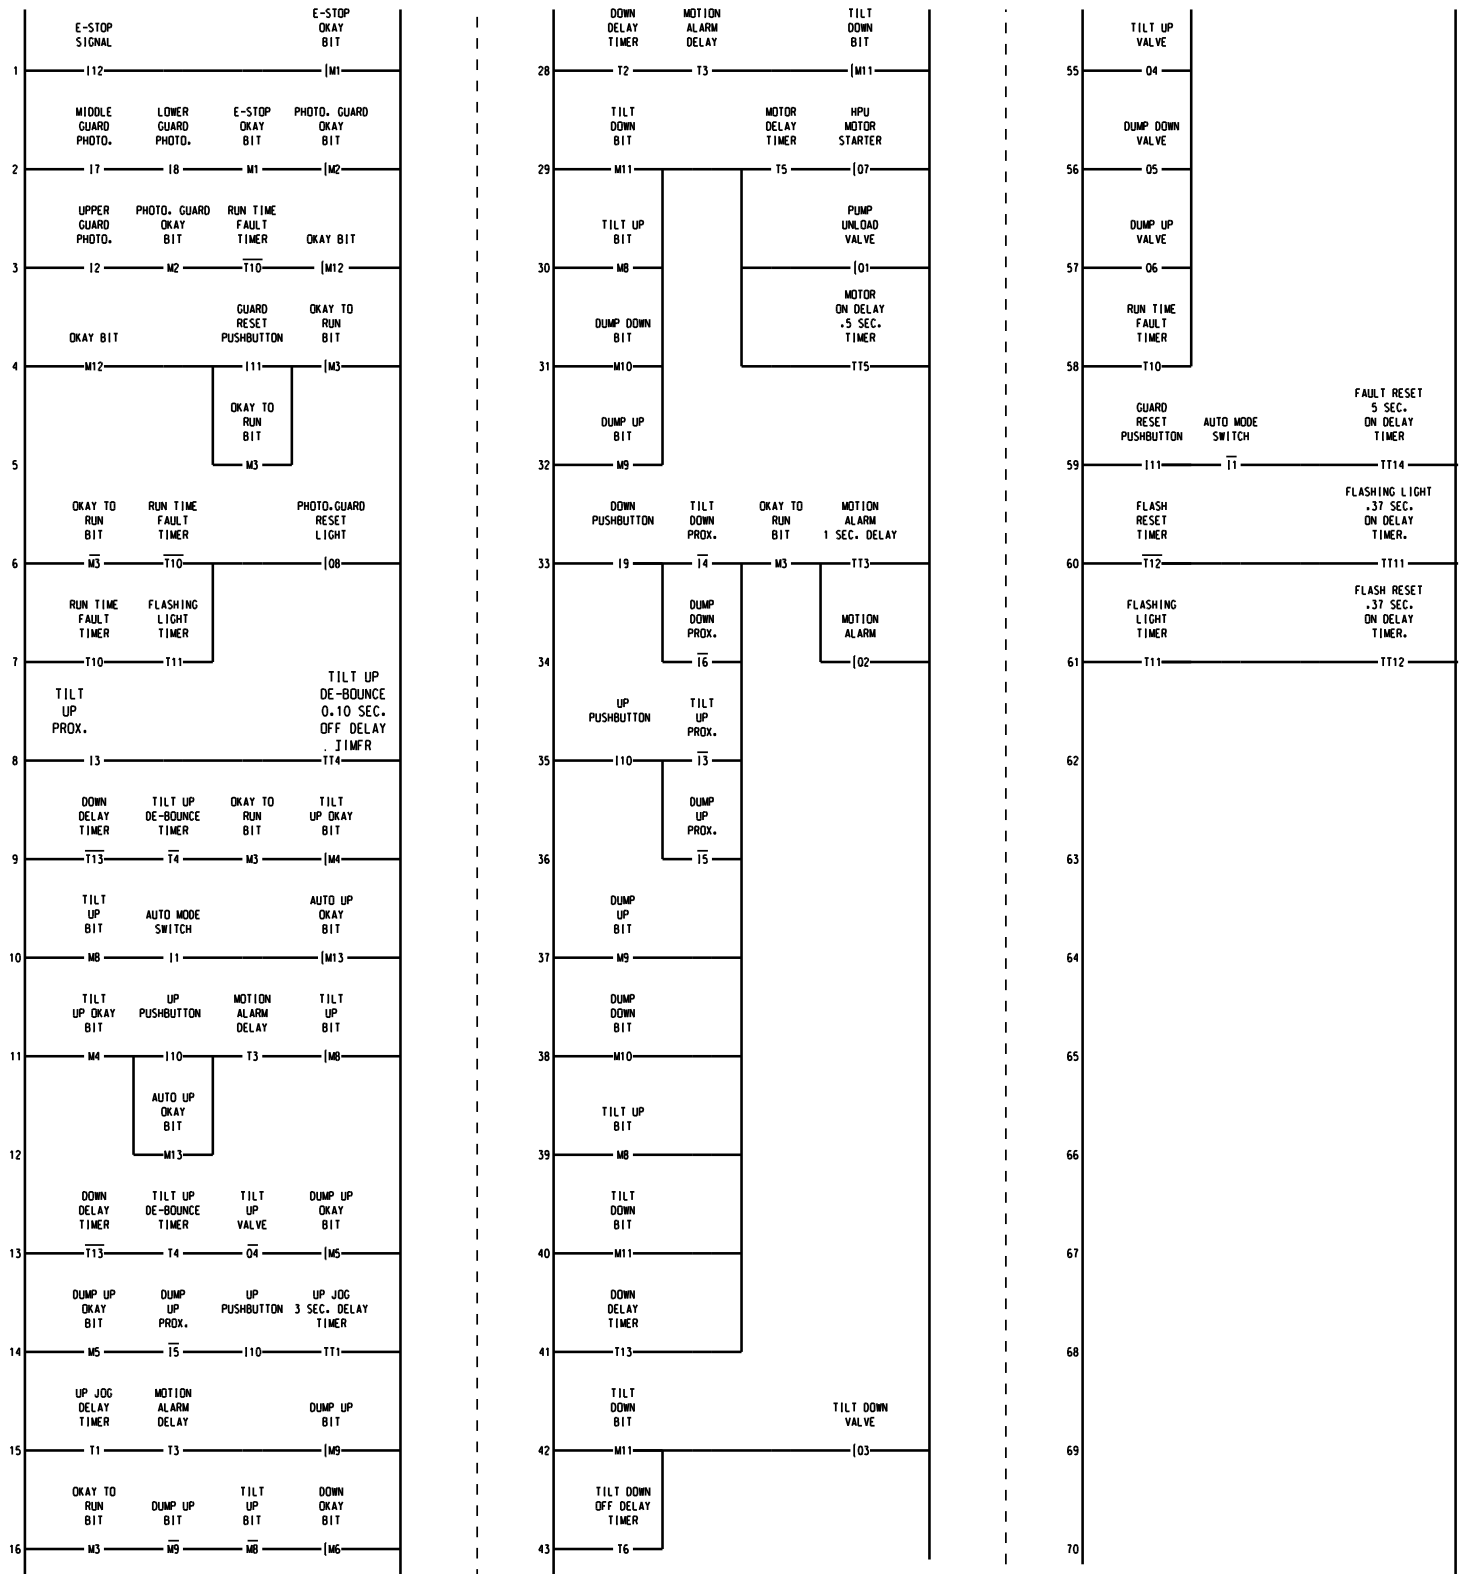 E-STOP
SIGNAL
E-STOP
OKAY
BIT
1 I12 (M1
MIDDLE
GUARD
PHOTO.
LOWER
GUARD
PHOTO.
E-STOP
OKAY
BIT
PHOTO. GUARD
OKAY
BIT
2 I7 I8 M1 (M2
UPPER
GUARD
PHOTO.
PHOTO. GUARD
OKAY
BIT
RUN TIME
FAULT
TIMER
OKAY BIT
3 I2 M2 T10 (M12
OKAY BIT
GUARD
RESET
PUSHBUTTON
OKAY TO
RUN
BIT
4 M12 I11 (M3
OKAY TO
RUN
BIT
5 M3
OKAY TO
RUN
BIT
RUN TIME
FAULT
TIMER
PHOTO.GUARD
RESET
LIGHT
6 M3 T10 (O8
RUN TIME
FAULT
TIMER
FLASHING
LIGHT
TIMER
7 T10 T11
TILT
UP
PROX.
TILT UP
DE-BOUNCE
0.10 SEC.
OFF DELAY
TIMER
8 I3 TT4
DOWN
DELAY
TIMER
TILT UP
DE-BOUNCE
TIMER
OKAY TO
RUN
BIT
TILT
UP OKAY
BIT
9 T13 T4 M3 (M4
TILT
UP
BIT
AUTO MODE
SWITCH
AUTO UP
OKAY
BIT
10 M8 I1 (M13
TILT
UP OKAY
BIT
UP
PUSHBUTTON
MOTION
ALARM
DELAY
TILT
UP
BIT
11 M4 I10 T3 (M8
AUTO UP
OKAY
BIT
12 M13
DOWN
DELAY
TIMER
TILT UP
DE-BOUNCE
TIMER
TILT
UP
VALVE
DUMP UP
OKAY
BIT
13 T13 T4 O4 (M5
DUMP UP
OKAY
BIT
DUMP
UP
PROX.
UP
PUSHBUTTON
UP JOG
3 SEC. DELAY
TIMER
14 M5 I5 I10 TT1
UP JOG
DELAY
TIMER
MOTION
ALARM
DELAY
DUMP UP
BIT
15 T1 T3 (M9
OKAY TO
RUN
BIT
DUMP UP
BIT
TILT
UP
BIT
DOWN
OKAY
BIT
16 M3 M9 M8 (M6
DOWN
DELAY
TIMER
MOTION
ALARM
DELAY
TILT
DOWN
BIT
28 T2 T3 (M11
TILT
DOWN
BIT
MOTOR
DELAY
TIMER
HPU
MOTOR
STARTER
29 M11 T5 (O7
TILT UP
BIT
PUMP
UNLOAD
VALVE
30 M8 (O1
DUMP DOWN
BIT
MOTOR
ON DELAY
.5 SEC.
TIMER
31 M10 TT5
DUMP UP
BIT
32 M9
DOWN
PUSHBUTTON
TILT
DOWN
PROX.
OKAY TO
RUN
BIT
MOTION
ALARM
1 SEC. DELAY
33 I9 I4 M3 TT3
DUMP
DOWN
PROX.
MOTION
ALARM
34 I6 (O2
UP
PUSHBUTTON
TILT
UP
PROX.
35 I10 I3
DUMP
UP
PROX.
36 I5
DUMP
UP
BIT
37 M9
DUMP
DOWN
BIT
38 M10
TILT UP
BIT
39 M8
TILT
DOWN
BIT
40 M11
DOWN
DELAY
TIMER
41 T13
TILT
DOWN
BIT
TILT DOWN
VALVE
42 M11 (O3
TILT DOWN
OFF DELAY
TIMER
43 T6
TILT UP
VALVE
55 O4
DUMP DOWN
VALVE
56 O5
DUMP UP
VALVE
57 O6
RUN TIME
FAULT
TIMER
58 T10
GUARD
RESET
PUSHBUTTON
AUTO MODE
SWITCH
FAULT RESET
5 SEC.
ON DELAY
TIMER
59 I11 I1 TT14
FLASH
RESET
TIMER
FLASHING LIGHT
.37 SEC.
ON DELAY
TIMER.
60 T12 TT11
FLASHING
LIGHT
TIMER
FLASH RESET
.37 SEC.
ON DELAY
TIMER.
61 T11 TT12
62
63
64
65
66
67
68
69
70